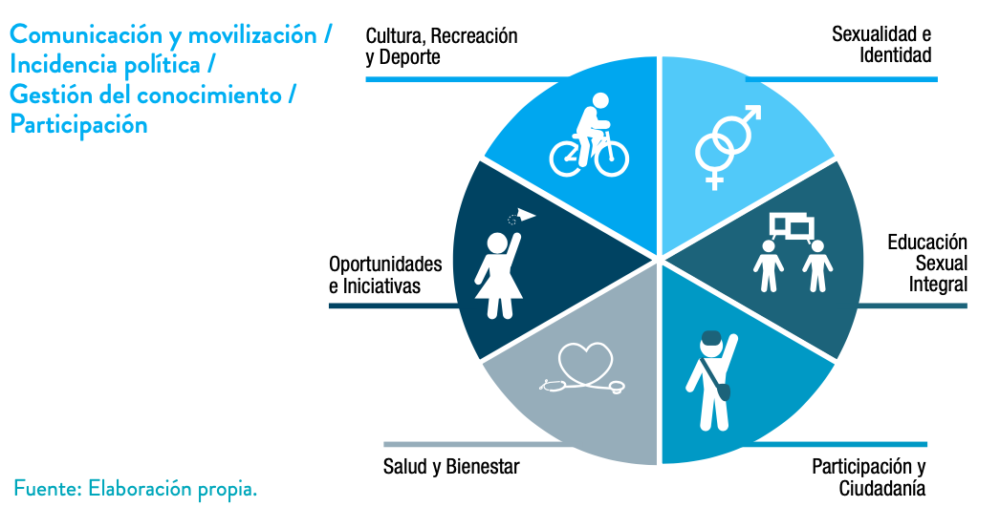 Comunicación y movilización /
Incidencia política /
Gestión del conocimiento /
Participación
Cultura, Recreación
y Deporte
Sexualidad e
Identidad
Oportunidades
e Iniciativas
Educación
Sexual
Integral
Salud y Bienestar
Participación y
Ciudadanía
Fuente: Elaboración propia.